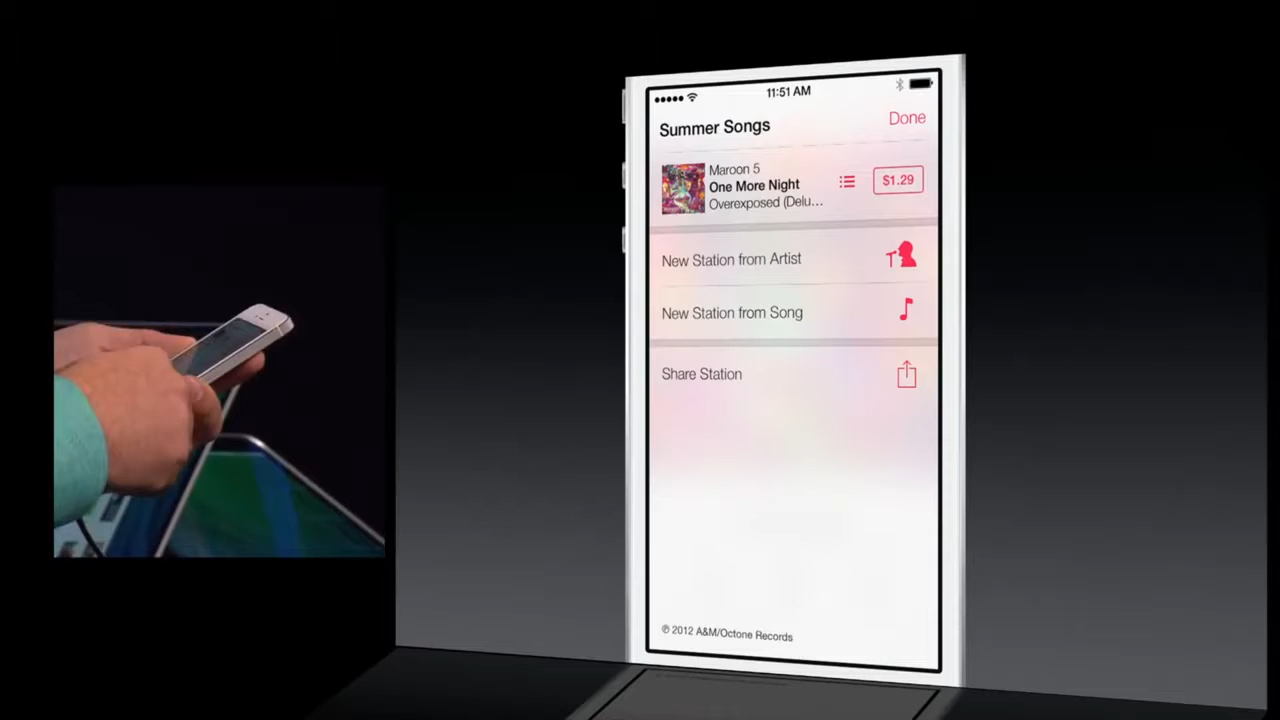 11:51 AM
Summer Songs
Done
Maroon 5
One More Night
Overexposed (Delu...
$1.29
New Station from Artist
New Station from Song
Share Station
℗ 2012 A&M/Octone Records